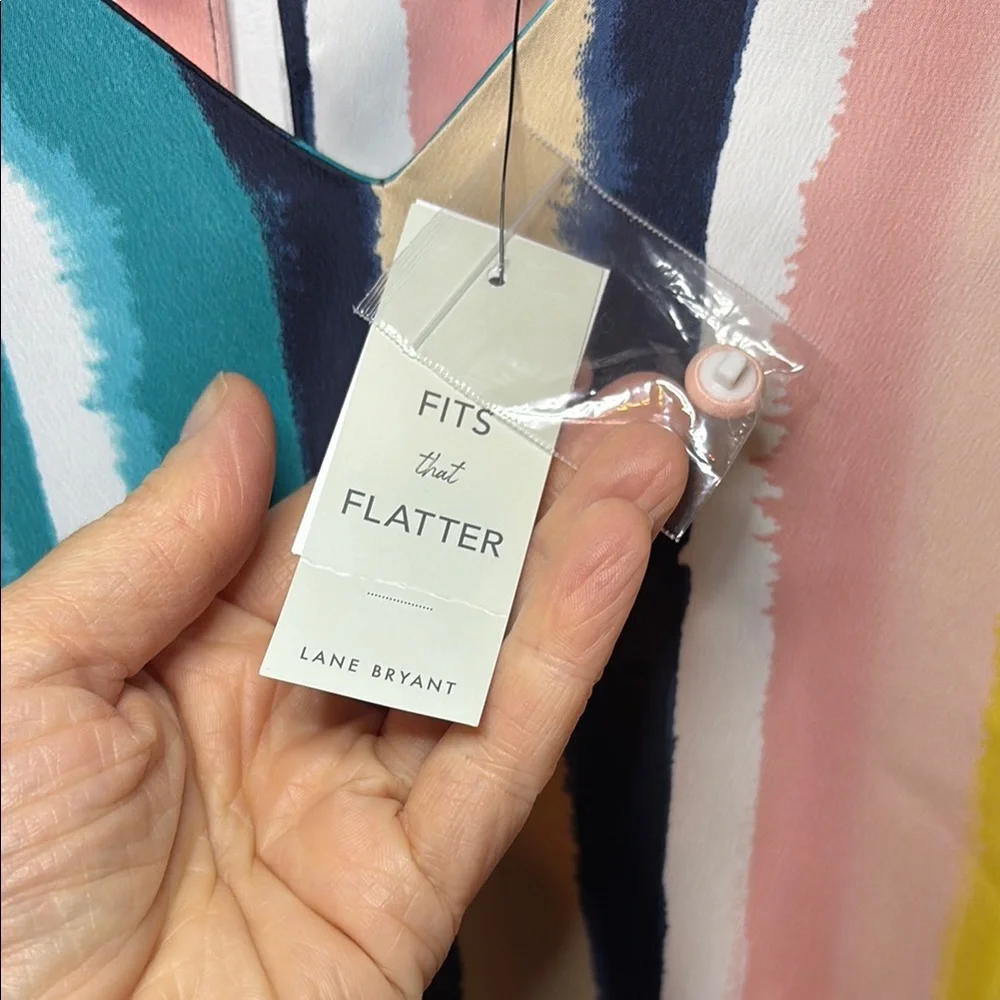 FITS
that
FLATTER
LANE BRYANT